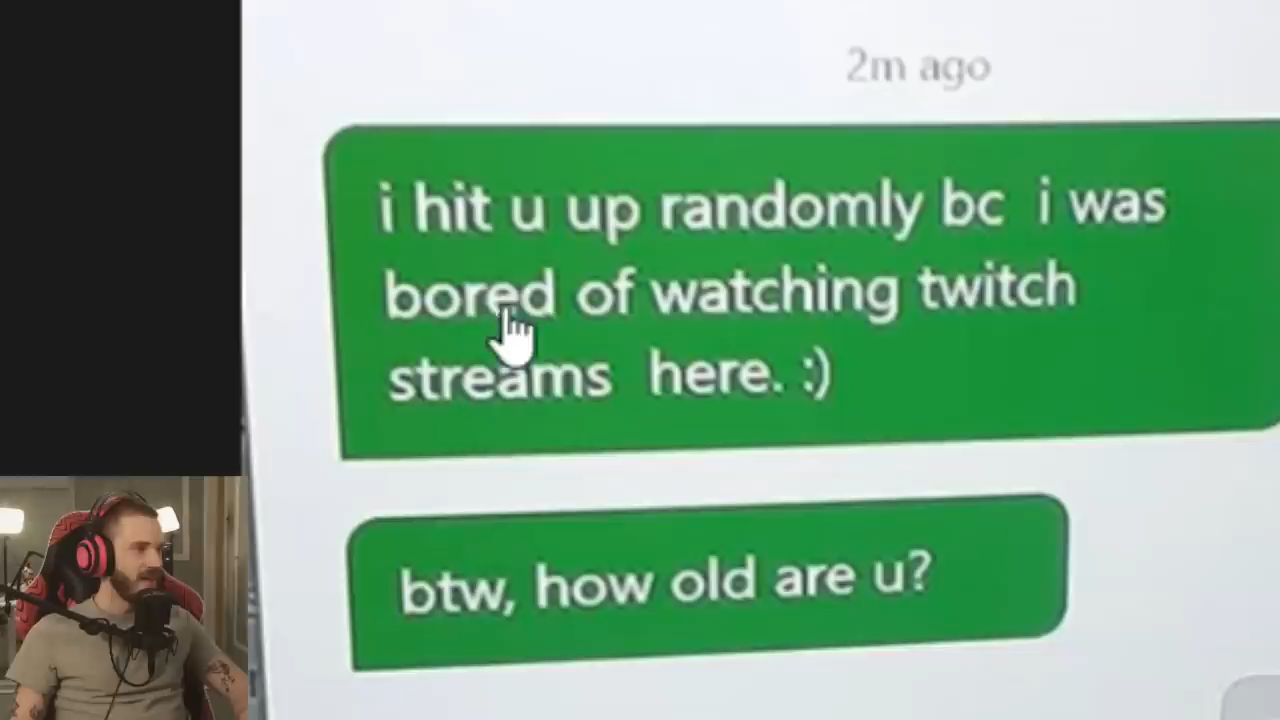 2m ago
i hit u up randomly bc i was
bored of watching twitch
streams here. :)
btw, how old are u?